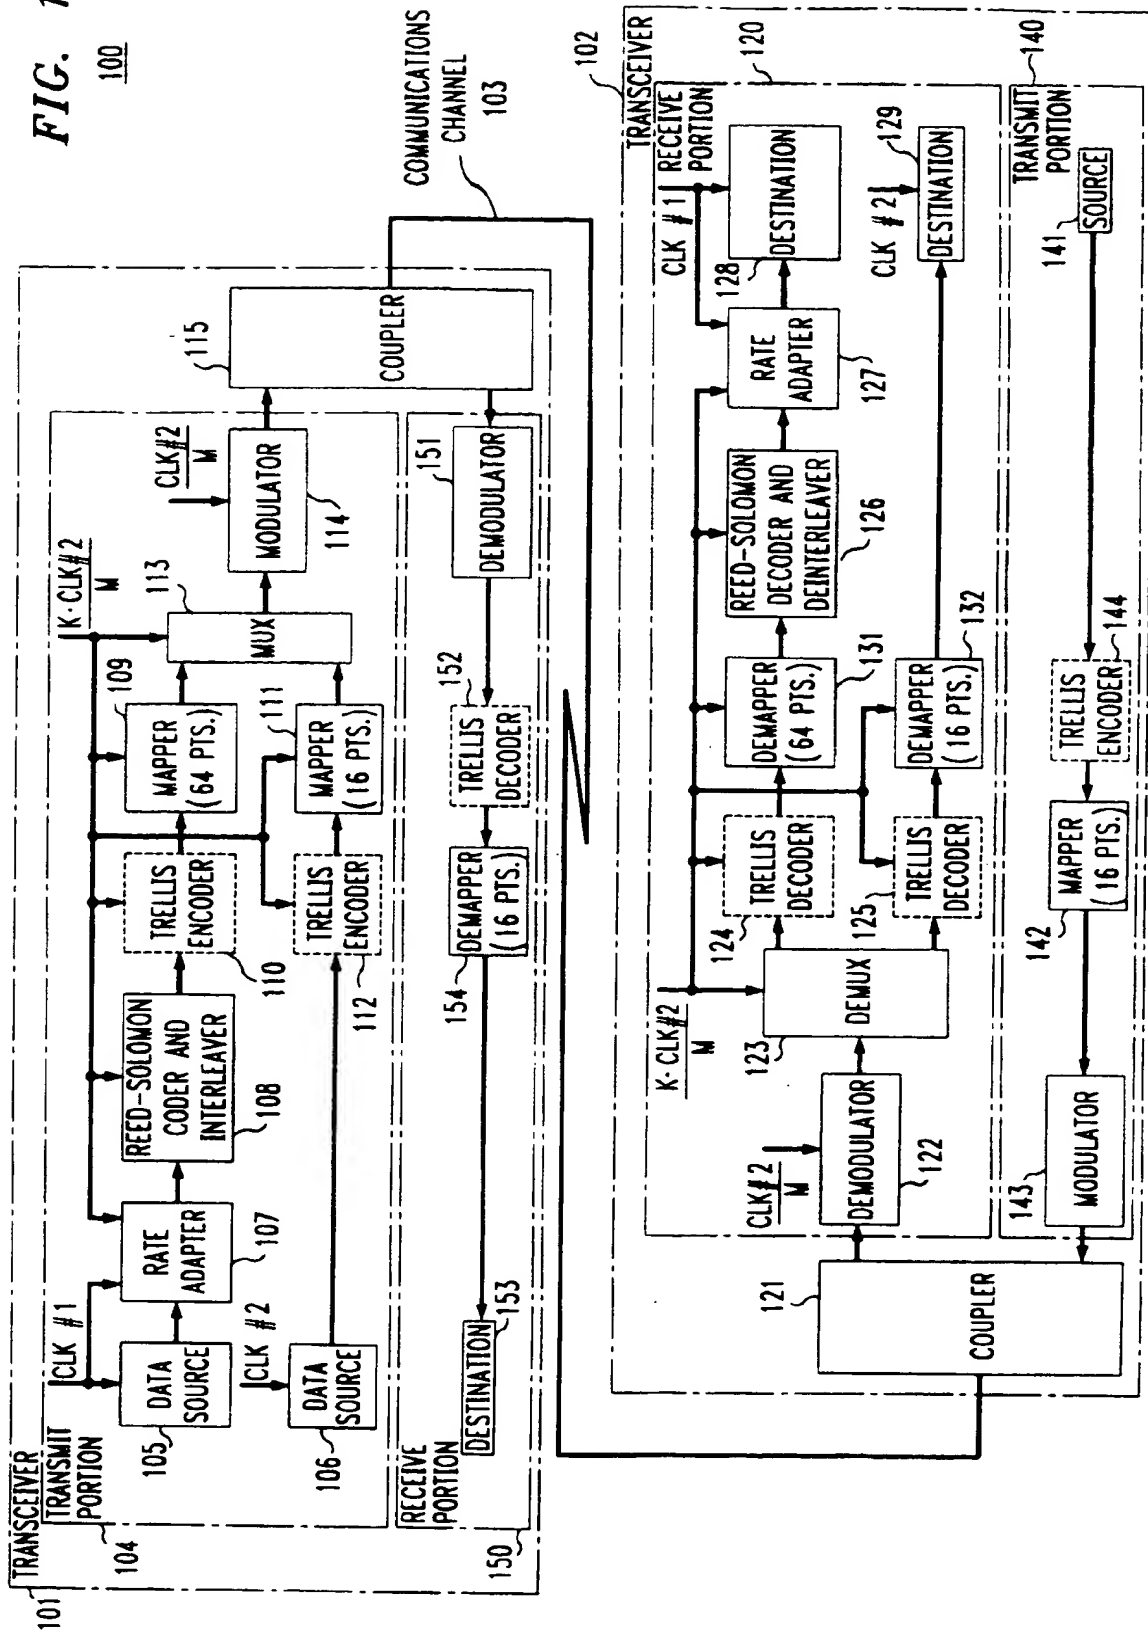 FIG. 1
100
TRANSCEIVER
101
TRANSMIT
PORTION
104
CLK #1
DATA
SOURCE
105
CLK #2
DATA
SOURCE
106
RATE
ADAPTER
107
REED-SOLOMON
CODER AND
INTERLEAVER
108
TRELLIS
ENCODER
110
TRELLIS
ENCODER
112
MAPPER
(64 PTS.)
109
MAPPER
(16 PTS.)
111
K·CLK#2
M
113
MUX
CLK#2
M
MODULATOR
114
115
COUPLER
RECEIVE
PORTION
150
DESTINATION
153
DEMAPPER
(16 PTS.)
154
TRELLIS
DECODER
152
DEMODULATOR
151
COMMUNICATIONS
CHANNEL
103
102
TRANSCEIVER
120
RECEIVE
PORTION
121
COUPLER
CLK#2
M
DEMODULATOR
122
K·CLK#2
M
123
DEMUX
TRELLIS
DECODER
124
TRELLIS
DECODER
125
DEMAPPER
(64 PTS.)
131
DEMAPPER
(16 PTS.)
132
REED-SOLOMON
DECODER AND
DEINTERLEAVER
126
RATE
ADAPTER
127
CLK #1
DESTINATION
128
CLK #2
DESTINATION
129
TRANSMIT
PORTION
140
SOURCE
141
TRELLIS
ENCODER
144
MAPPER
(16 PTS.)
142
MODULATOR
143